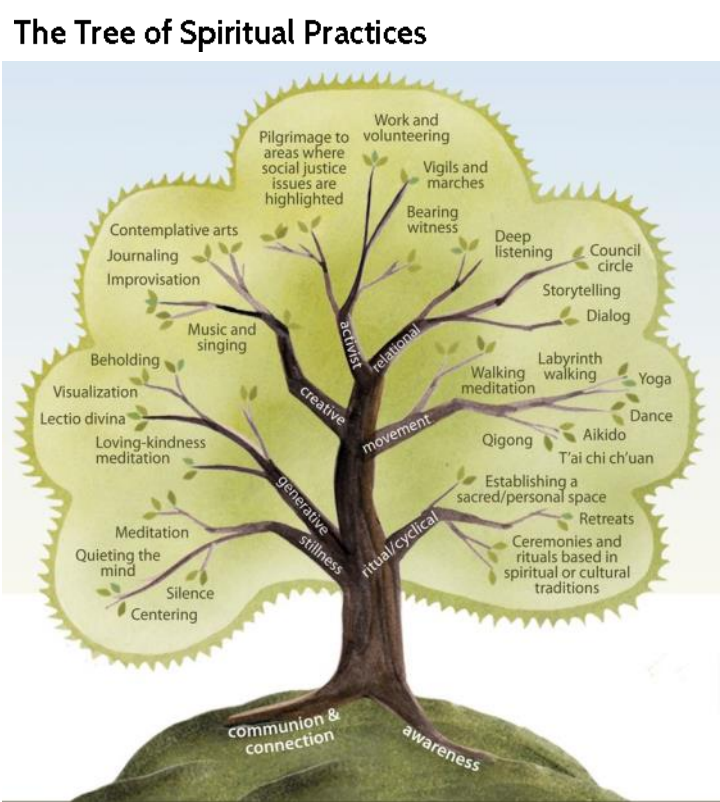 The Tree of Spiritual Practices
Work and
volunteering
Pilgrimage to
areas where
social justice
issues are
highlighted
Vigils and
marches
Bearing
witness
Contemplative arts
Journaling
Improvisation
Music and
singing
Deep
listening
Council
circle
Storytelling
Dialog
activist
relational
creative
Beholding
Visualization
Lectio divina
Loving-kindness
meditation
generative
Walking
meditation
Labyrinth
walking
Yoga
Dance
Aikido
Qigong
T'ai chi ch'uan
movement
Meditation
Quieting the
mind
Silence
Centering
stillness
Establishing a
sacred/personal space
Retreats
Ceremonies and
rituals based in
spiritual or cultural
traditions
ritual/cyclical
communion &
connection
awareness